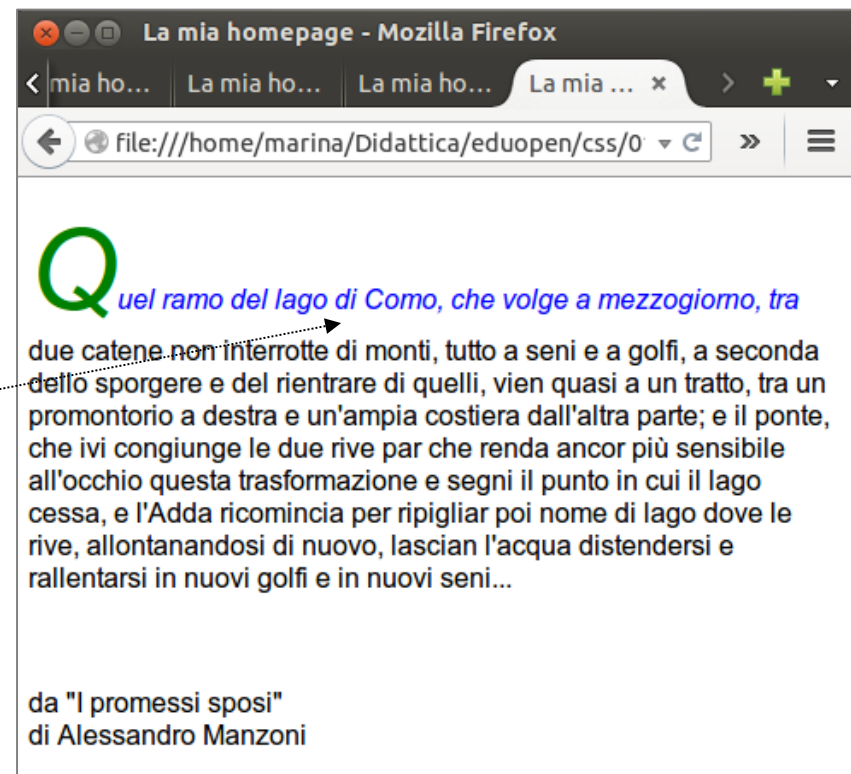 La mia homepage - Mozilla Firefox
mia ho... La mia ho... La mia ho... La mia ...
file:///home/marina/Didattica/eduopen/css/0
Quel ramo del lago di Como, che volge a mezzogiorno, tra
due catene non interrotte di monti, tutto a seni e a golfi, a seconda
dello sporgere e del rientrare di quelli, vien quasi a un tratto, tra un
promontorio a destra e un'ampia costiera dall'altra parte; e il ponte,
che ivi congiunge le due rive par che renda ancor più sensibile
all'occhio questa trasformazione e segni il punto in cui il lago
cessa, e l'Adda ricomincia per ripigliar poi nome di lago dove le
rive, allontanandosi di nuovo, lascian l'acqua distendersi e
rallentarsi in nuovi golfi e in nuovi seni...
da "I promessi sposi"
di Alessandro Manzoni